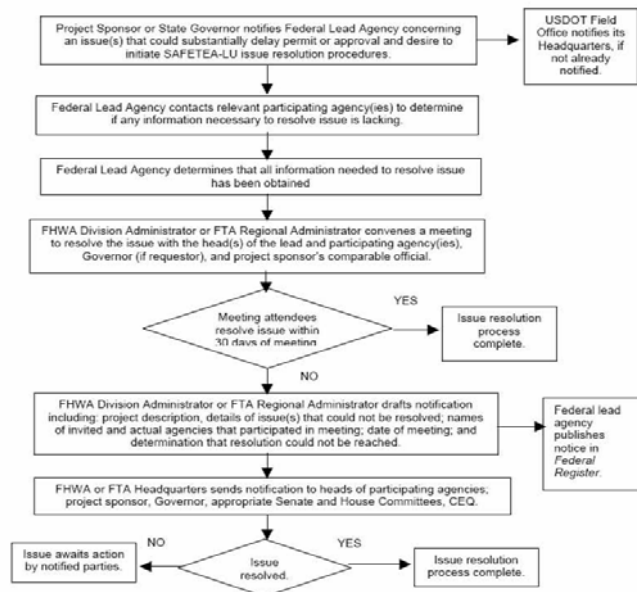 Project Sponsor or State Governor notifies Federal Lead Agency concerning
an issue(s) that could substantially delay permit or approval and desire to
initiate SAFETEA-LU issue resolution procedures.
USDOT Field
Office notifies its
Headquarters, if
not already
notified.
Federal Lead Agency contacts relevant participating agency(ies) to determine
if any information necessary to resolve issue is lacking.
Federal Lead Agency determines that all information needed to resolve issue
has been obtained
FHWA Division Administrator or FTA Regional Administrator convenes a meeting
to resolve the issue with the head(s) of the lead and participating agency(ies),
Governor (if requestor), and project sponsor's comparable official.
Meeting attendees
resolve issue within
30 days of meeting
YES
Issue resolution
process
complete.
NO
FHWA Division Administrator or FTA Regional Administrator drafts notification
including: project description, details of issue(s) that could not be resolved; names
of invited and actual agencies that participated in meeting; date of meeting; and
determination that resolution could not be reached.
Federal lead
agency
publishes
notice in
Federal
Register.
FHWA or FTA Headquarters sends notification to heads of participating agencies;
project sponsor, Governor, appropriate Senate and House Committees, CEQ.
NO
Issue awaits action
by notified parties.
Issue
resolved.
YES
Issue resolution
process complete.